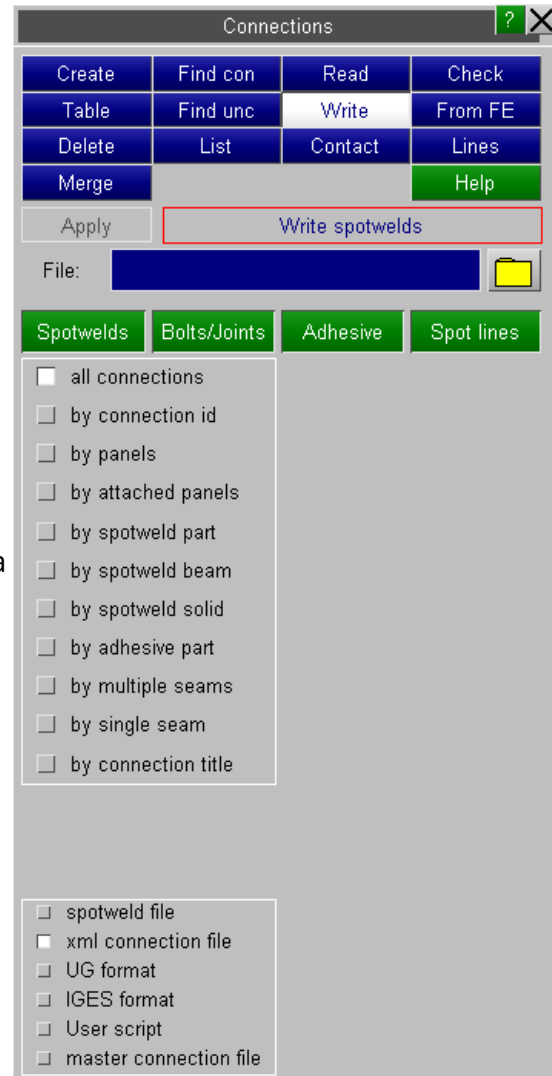 Connections ? X
Create Find con Read Check
Table Find unc Write From FE
Delete List Contact Lines
Merge Help
Apply Write spotwelds
File:
Spotwelds Bolts/Joints Adhesive Spot lines
all connections
by connection id
by panels
by attached panels
by spotweld part
a
by spotweld beam
by spotweld solid
by adhesive part
by multiple seams
by single seam
by connection title
spotweld file
xml connection file
UG format
IGES format
User script
master connection file